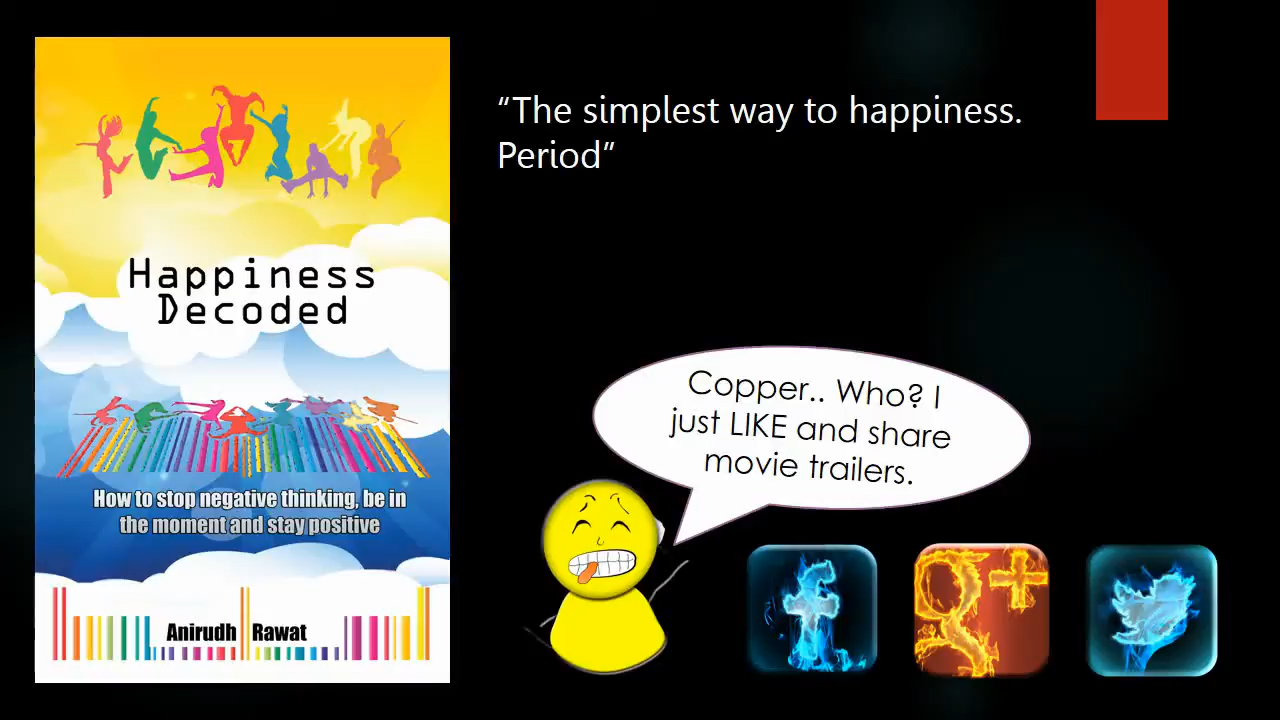 “The simplest way to happiness.
Period”
Happiness
Decoded
How to stop negative thinking, be in
the moment and stay positive
Anirudh Rawat
Copper.. Who? I
just LIKE and share
movie trailers.
f
g+